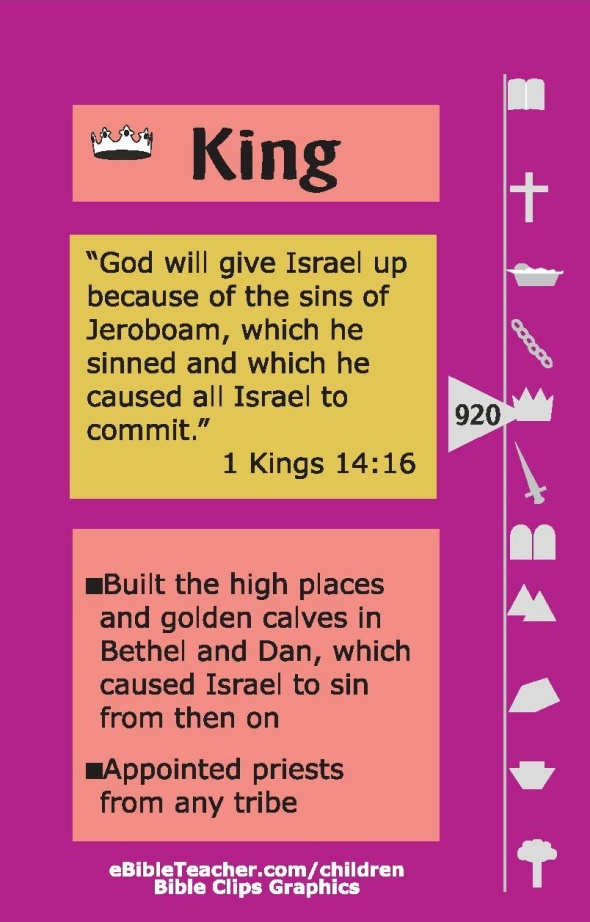 King
“God will give Israel up
because of the sins of
Jeroboam, which he
sinned and which he
caused all Israel to
commit.”
1 Kings 14:16
920
■Built the high places
and golden calves in
Bethel and Dan, which
caused Israel to sin
from then on
■Appointed priests
from any tribe
eBibleTeacher.com/children
Bible Clips Graphics